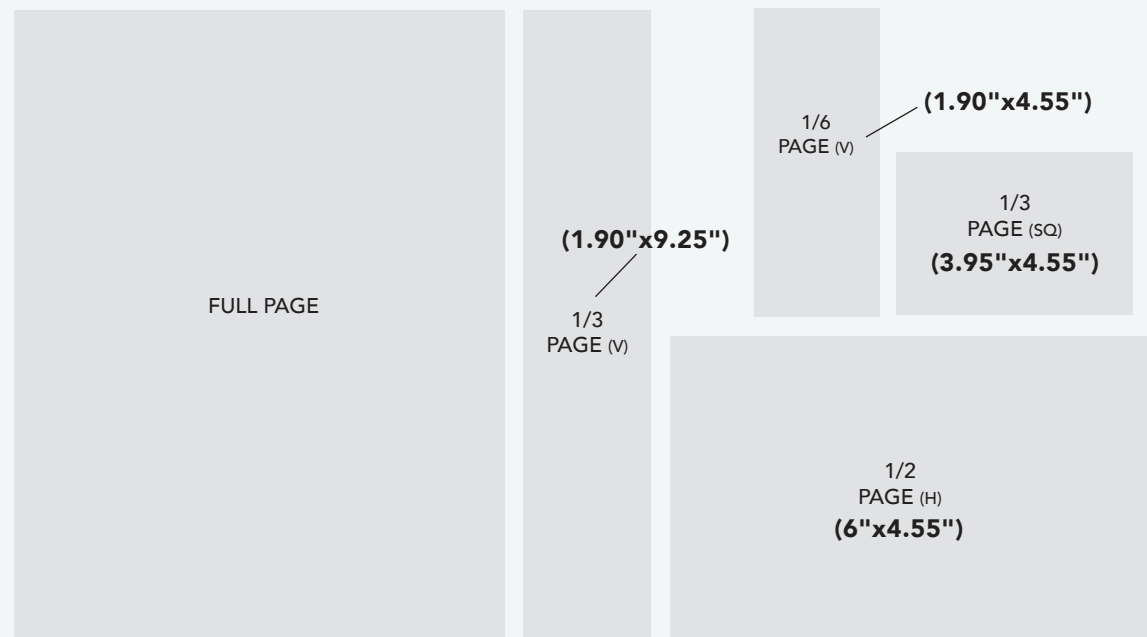 FULL PAGE
(1.90"x9.25")
1/3
PAGE (V)
1/6
PAGE (V)
(1.90"x4.55")
1/3
PAGE (SQ)
(3.95"x4.55")
1/2
PAGE (H)
(6"x4.55")